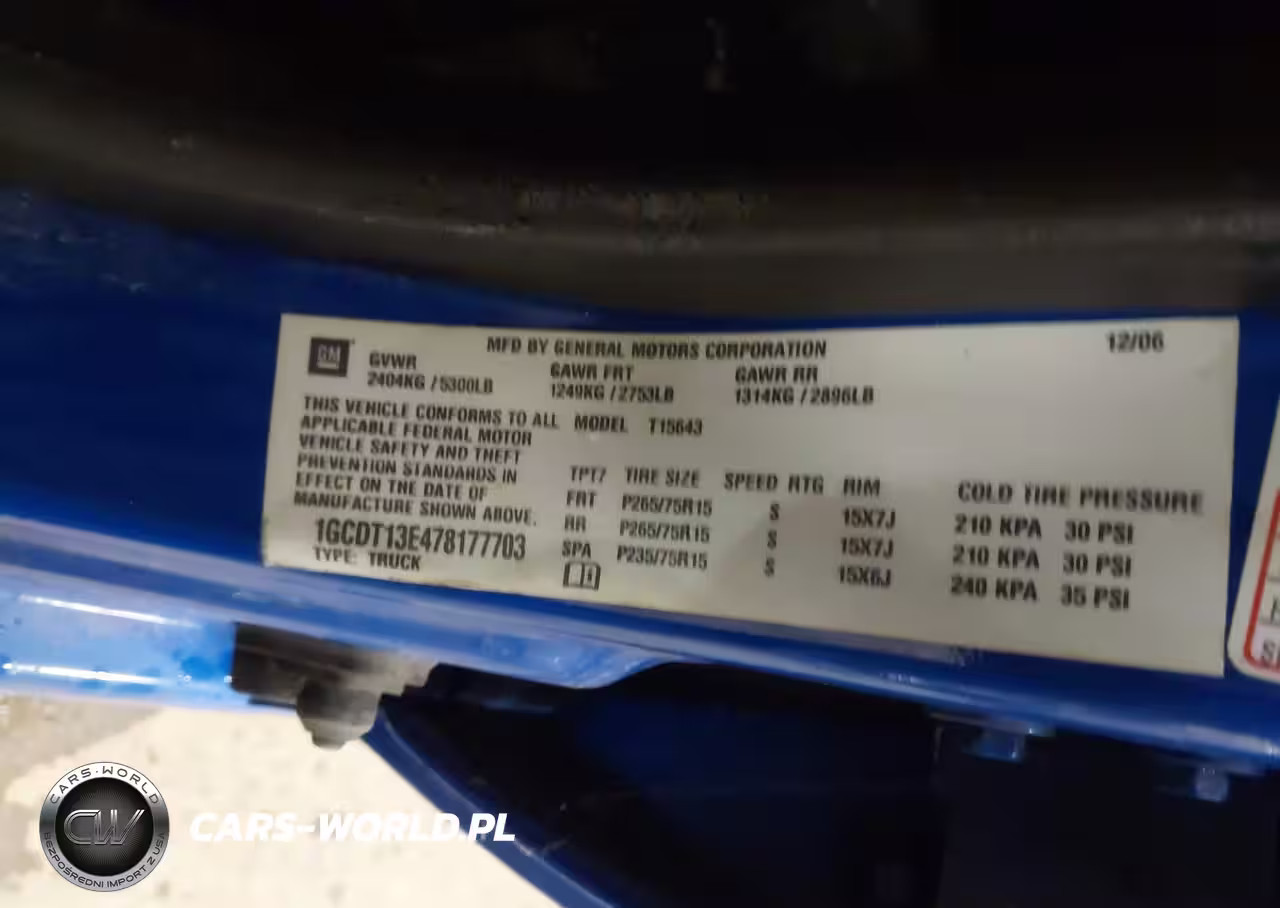 GM
MFD BY GENERAL MOTORS CORPORATION
12/06
GVWR
GAWR FRT
GAWR RR
2404KG / 5300LB
1249KG / 2753LB
1314KG / 2896LB
THIS VEHICLE CONFORMS TO ALL
APPLICABLE FEDERAL MOTOR
VEHICLE SAFETY AND THEFT
PREVENTION STANDARDS IN
EFFECT ON THE DATE OF
MANUFACTURE SHOWN ABOVE.
1GCDT13E478177703
TYPE: TRUCK
MODEL T15643
TPT7 TIRE SIZE SPEED RTG RIM COLD TIRE PRESSURE
FRT P265/75R15 S 15X7J 210 KPA 30 PSI
RR P265/75R15 S 15X7J 210 KPA 30 PSI
SPA P235/75R15 S 15X6J 240 KPA 35 PSI
CARS-WORLD
CW
BEZPOŚREDNI IMPORT Z USA
CARS-WORLD.PL